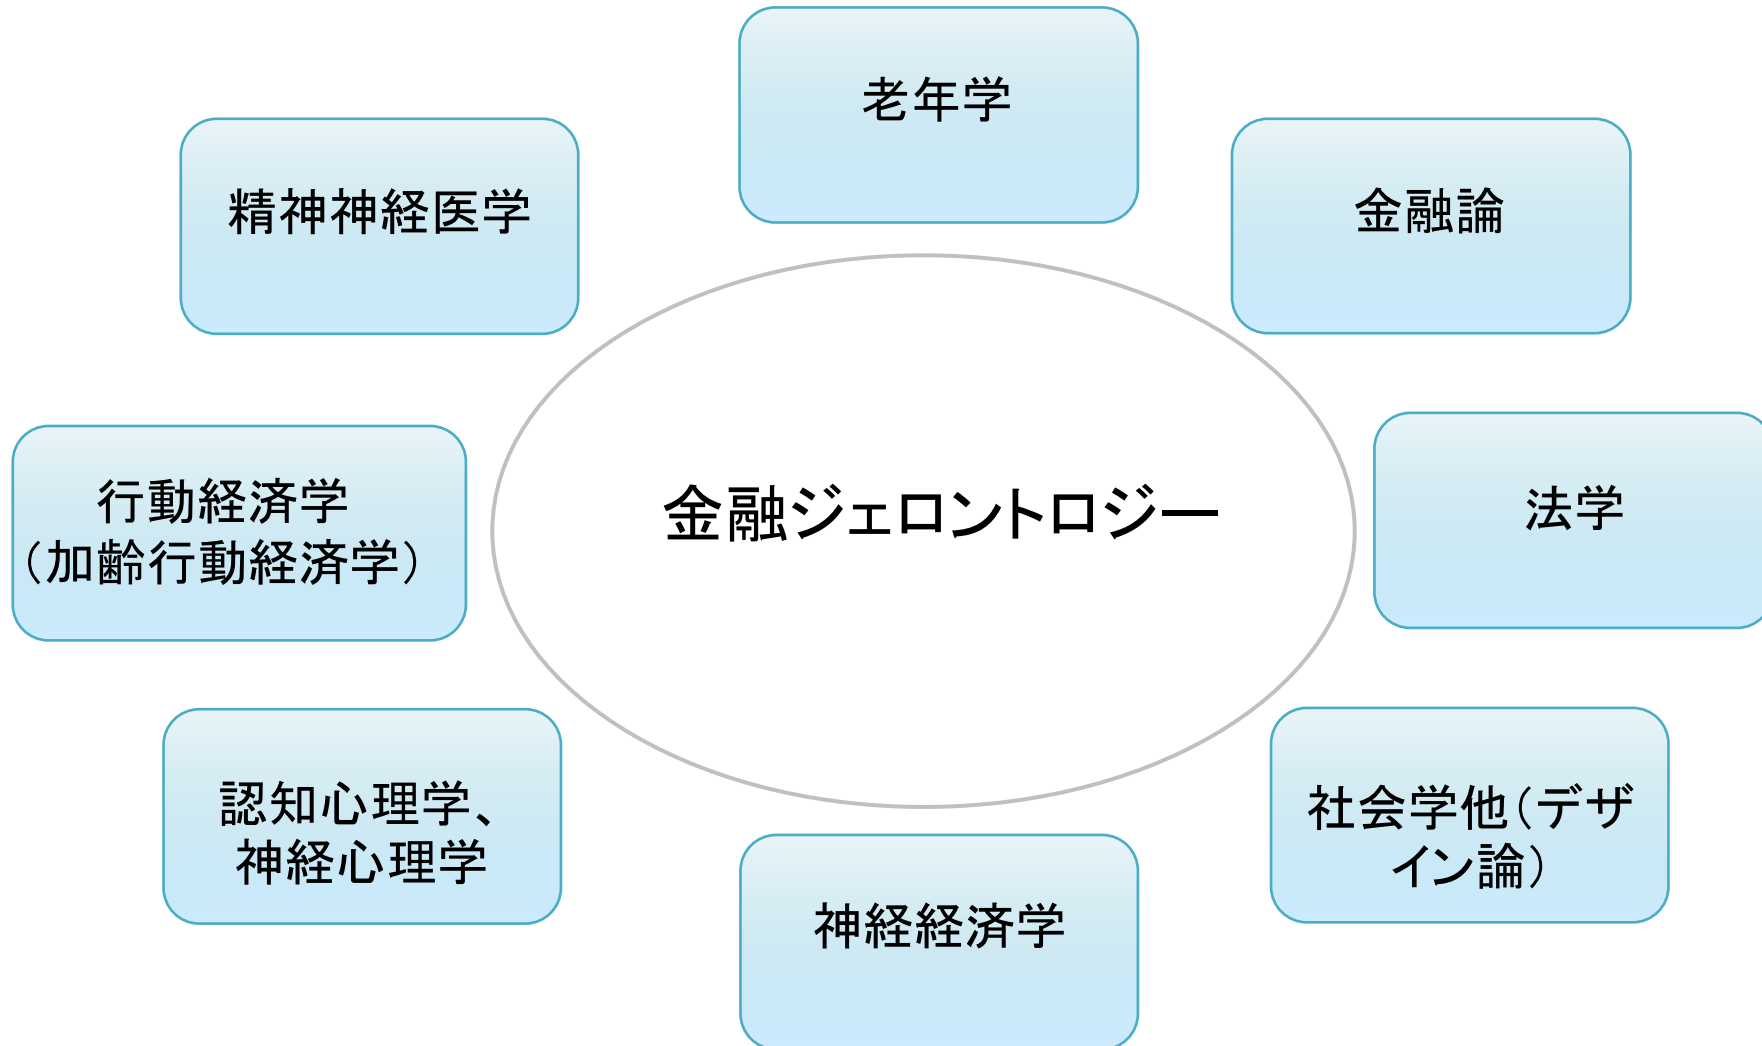 老年学
精神神経医学
金融論
金融ジェロントロジー
行動経済学
（加齢行動経済学）
法学
認知心理学、
神経心理学
社会学他（デザ
イン論）
神経経済学